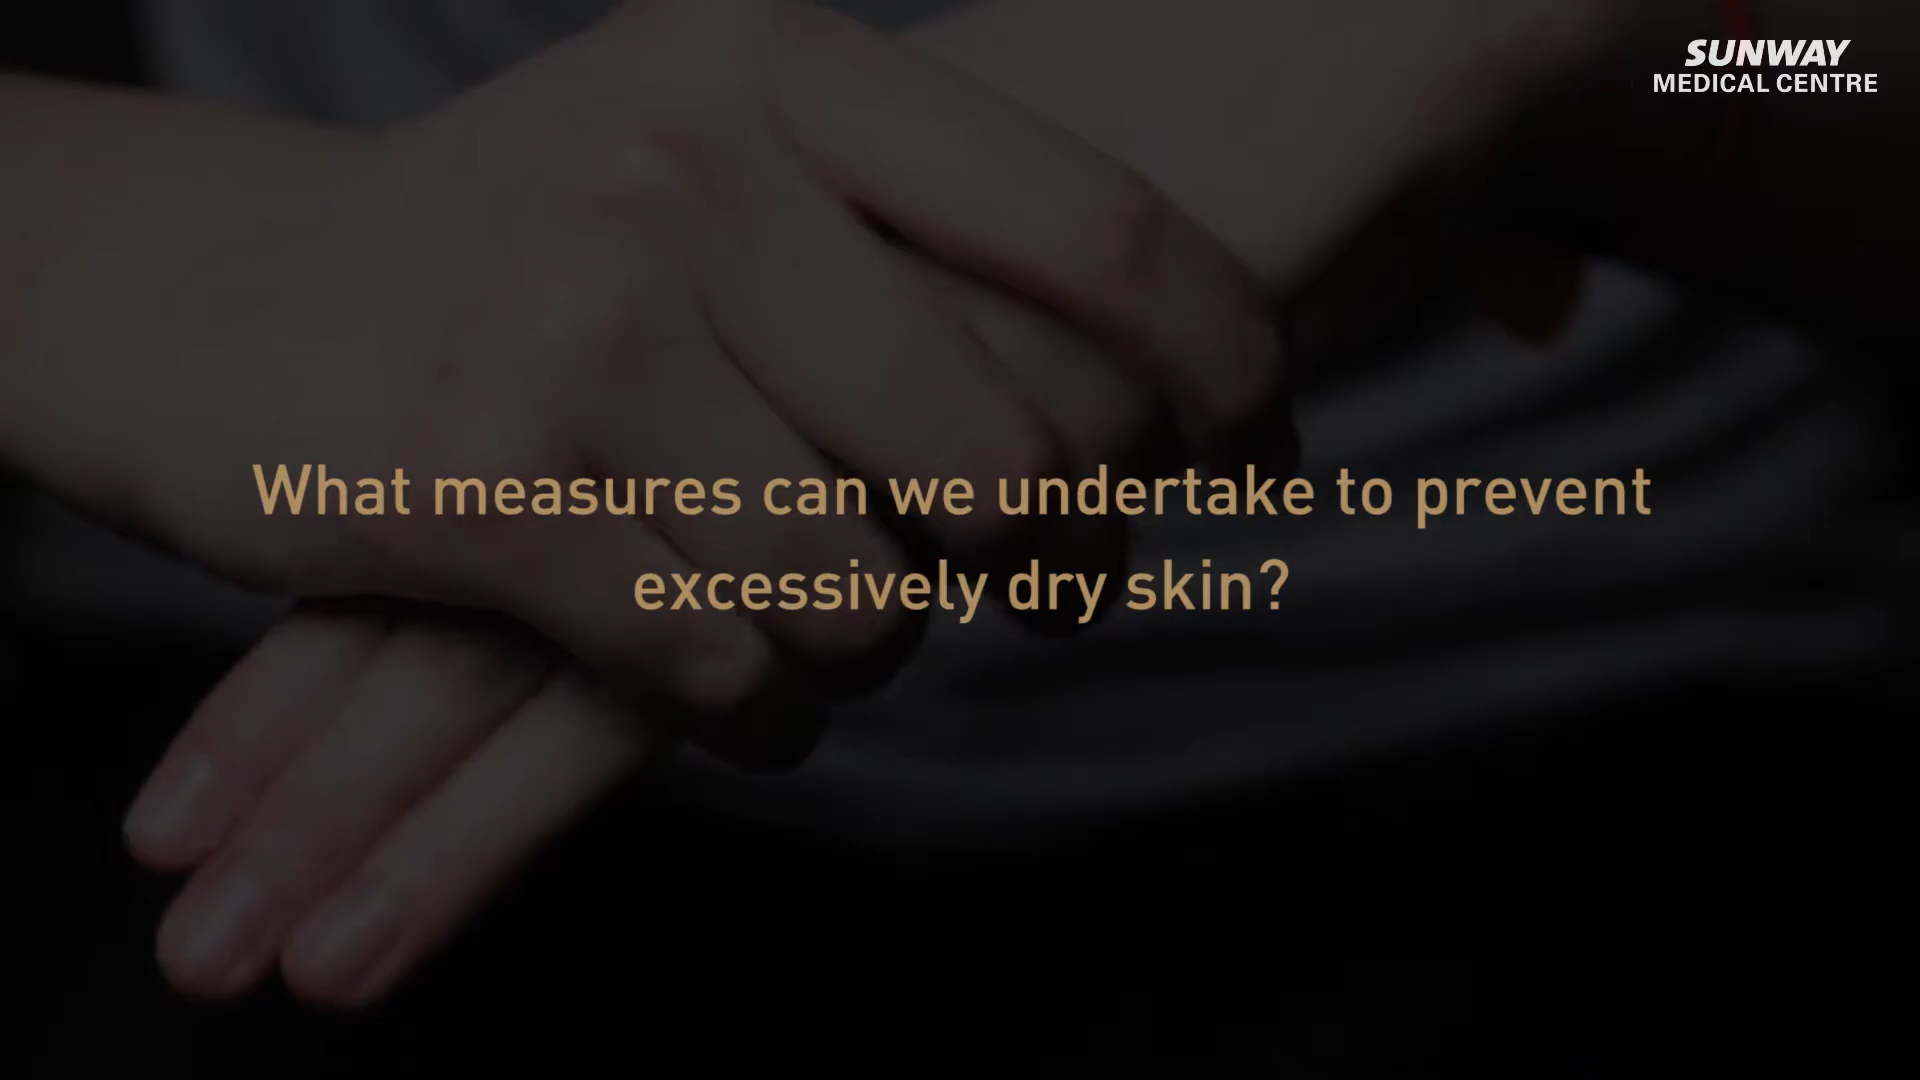 SUNWAY
MEDICAL CENTRE
What measures can we undertake to prevent
excessively dry skin?